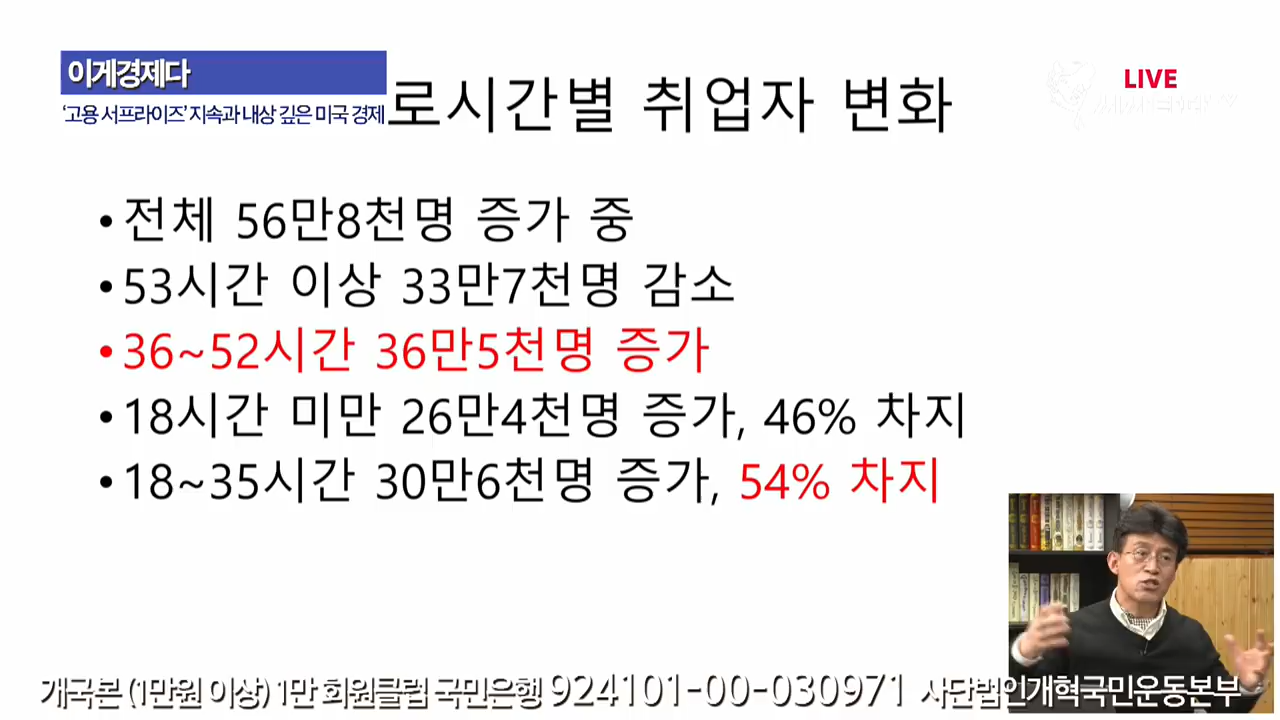 이게경제다
‘고용 서프라이즈’ 지속과 내상 깊은 미국 경제
로시간별 취업자 변화
LIVE
• 전체 56만8천명 증가 중
• 53시간 이상 33만7천명 감소
• 36~52시간 36만5천명 증가
• 18시간 미만 26만4천명 증가, 46% 차지
• 18~35시간 30만6천명 증가, 54% 차지
개국본 (1만원 이상) 1만 회원클럽 국민은행 924101-00-030971 사단법인개혁국민운동본부